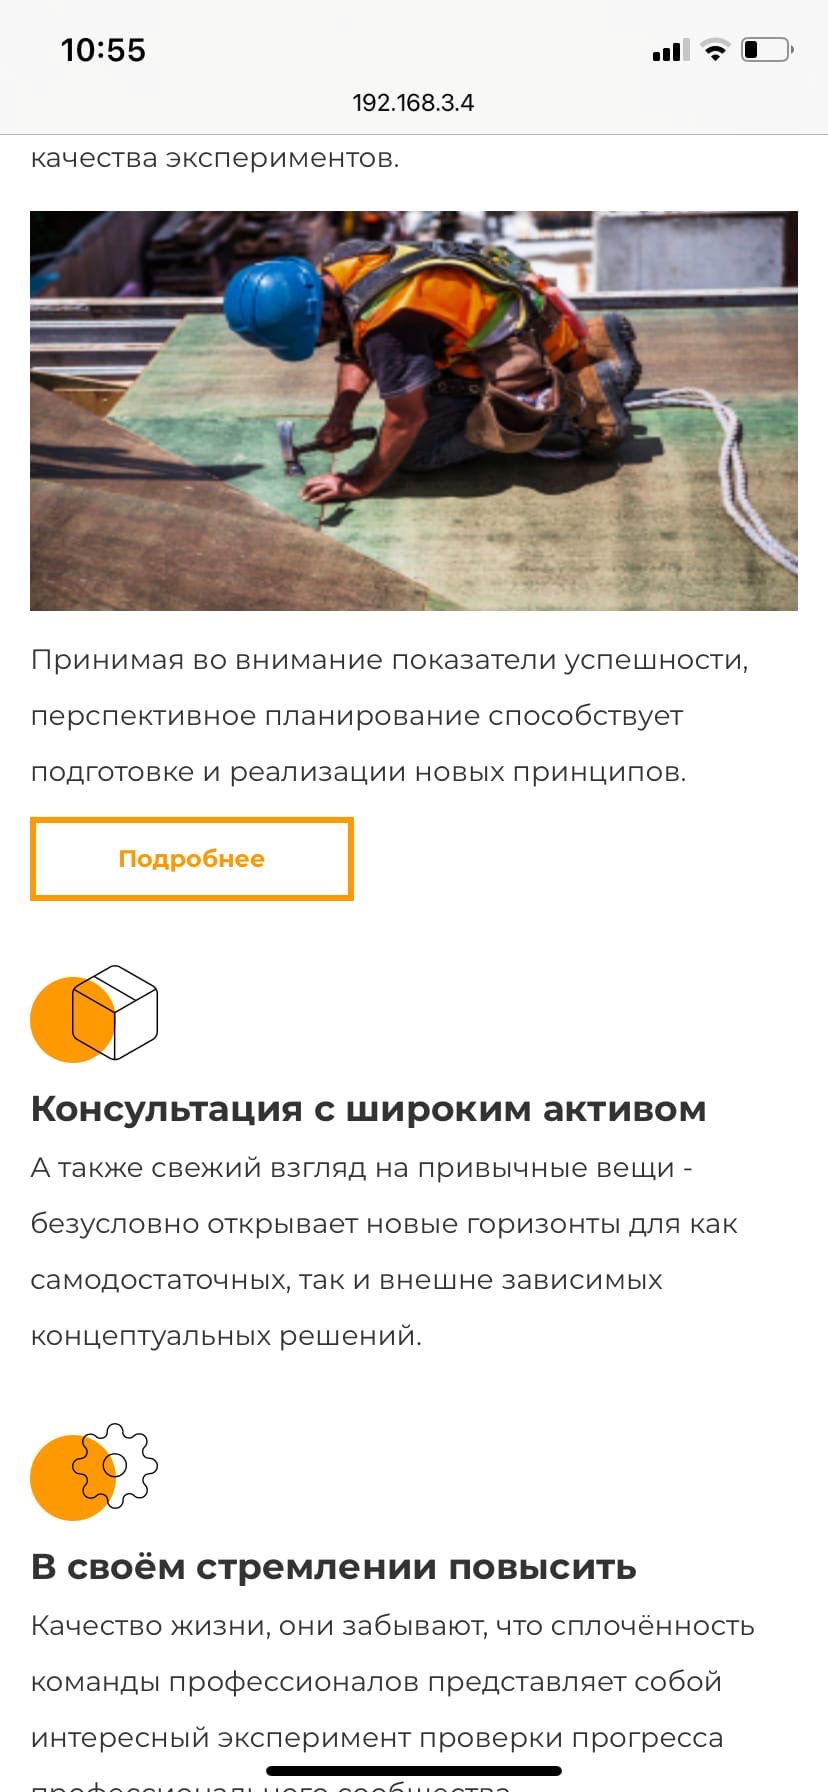 10:55
192.168.3.4
качества экспериментов.
Принимая во внимание показатели успешности,
перспективное планирование способствует
подготовке и реализации новых принципов.
Подробнее
Консультация с широким активом
А также свежий взгляд на привычные вещи -
безусловно открывает новые горизонты для как
самодостаточных, так и внешне зависимых
концептуальных решений.
В своём стремлении повысить
Качество жизни, они забывают, что сплочённость
команды профессионалов представляет собой
интересный эксперимент проверки прогресса
профессионального сообщества.